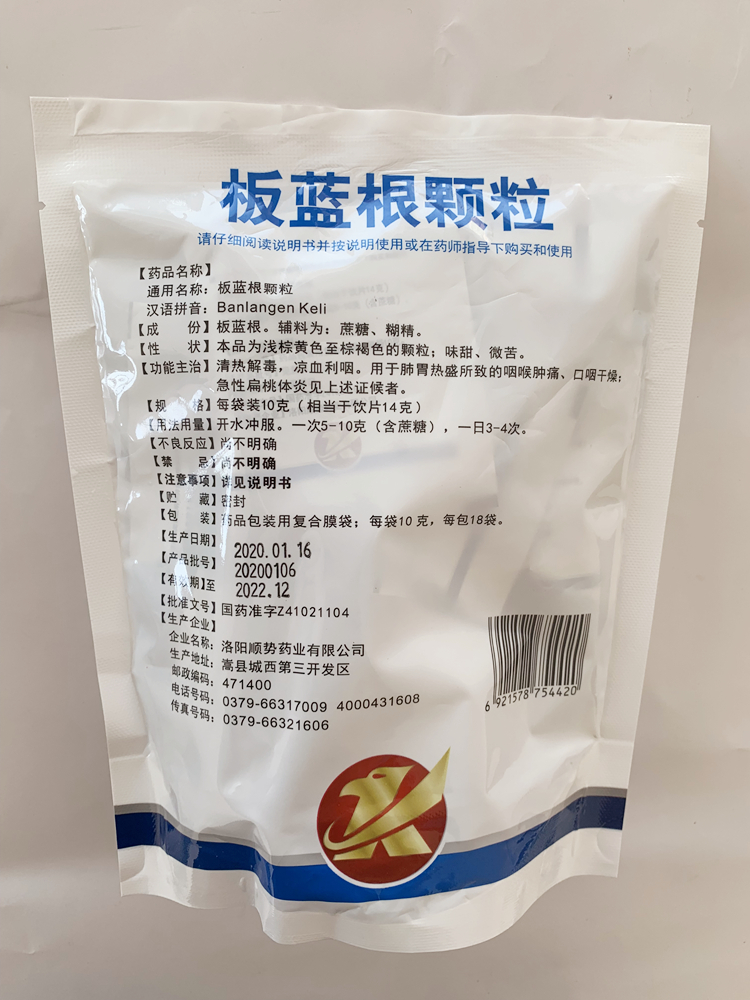 板蓝根颗粒
请仔细阅读说明书并按说明使用或在药师指导下购买和使用
【药品名称】
通用名称：板蓝根颗粒
汉语拼音：Banlangen Keli
【成　　份】板蓝根。辅料为：蔗糖、糊精。
【性　　状】本品为浅棕黄色至棕褐色的颗粒；味甜、微苦。
【功能主治】清热解毒，凉血利咽。用于肺胃热盛所致的咽喉肿痛、口咽干燥；
急性扁桃体炎见上述证候者。
【规　　格】每袋装10克（相当于饮片14克）
【用法用量】开水冲服。一次5-10克（含蔗糖），一日3-4次。
【不良反应】尚不明确
【禁　　忌】尚不明确
【注意事项】详见说明书
【贮　　藏】密封
【包　　装】药品包装用复合膜袋；每袋10克，每包18袋。
【生产日期】2020.01.16
【产品批号】20200106
【有效期】至 2022.12
【批准文号】国药准字Z41021104
【生产企业】
企业名称：洛阳顺势药业有限公司
生产地址：嵩县城西第三开发区
邮政编码：471400
电话号码：0379-66317009 4000431608
传真号码：0379-66321606
6 921578 754420